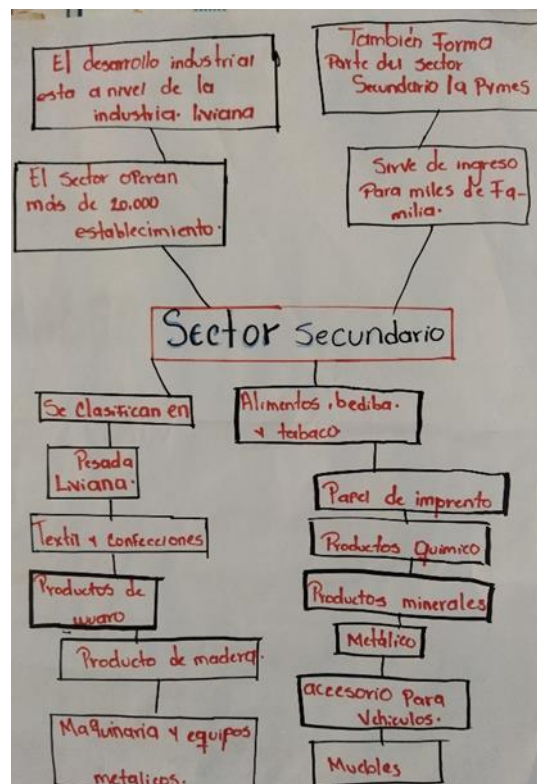 El desarrollo industrial
esta a nivel de la
industria. liviana
También Forma
Parte del sector
Secundario la Pymes
El Sector operan
más de 20,000
establecimiento.
Sirve de ingreso
Para miles de Fa-
milia.
Sector Secundario
Se Clasifican en
Pesada
Liviana.
Textil y Confecciones
Productos de
Producto de madera.
Maquinaria y equipos
metalicos.
Alimentos, bediba.
y tabaco
Papel de imprento
Productos Quimico
Productos minerales
Metálico
accesorio Para
Vehiculos.
Muebles